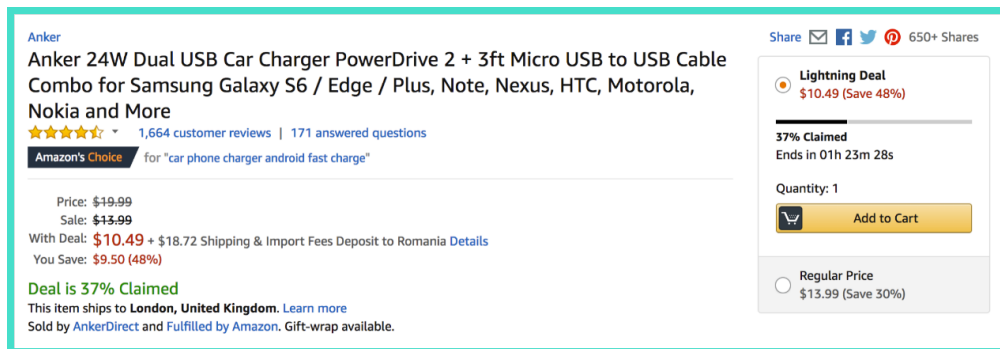 Anker
Anker 24W Dual USB Car Charger PowerDrive 2 + 3ft Micro USB to USB Cable
Combo for Samsung Galaxy S6 / Edge / Plus, Note, Nexus, HTC, Motorola,
Nokia and More
1,664 customer reviews | 171 answered questions
Amazon's Choice for "car phone charger android fast charge"
Price: $19.99
Sale: $13.99
With Deal: $10.49 + $18.72 Shipping & Import Fees Deposit to Romania Details
You Save: $9.50 (48%)
Deal is 37% Claimed
This item ships to London, United Kingdom. Learn more
Sold by AnkerDirect and Fulfilled by Amazon. Gift-wrap available.
Share 650+ Shares
Lightning Deal
$10.49 (Save 48%)
37% Claimed
Ends in 01h 23m 28s
Quantity: 1
Add to Cart
Regular Price
$13.99 (Save 30%)